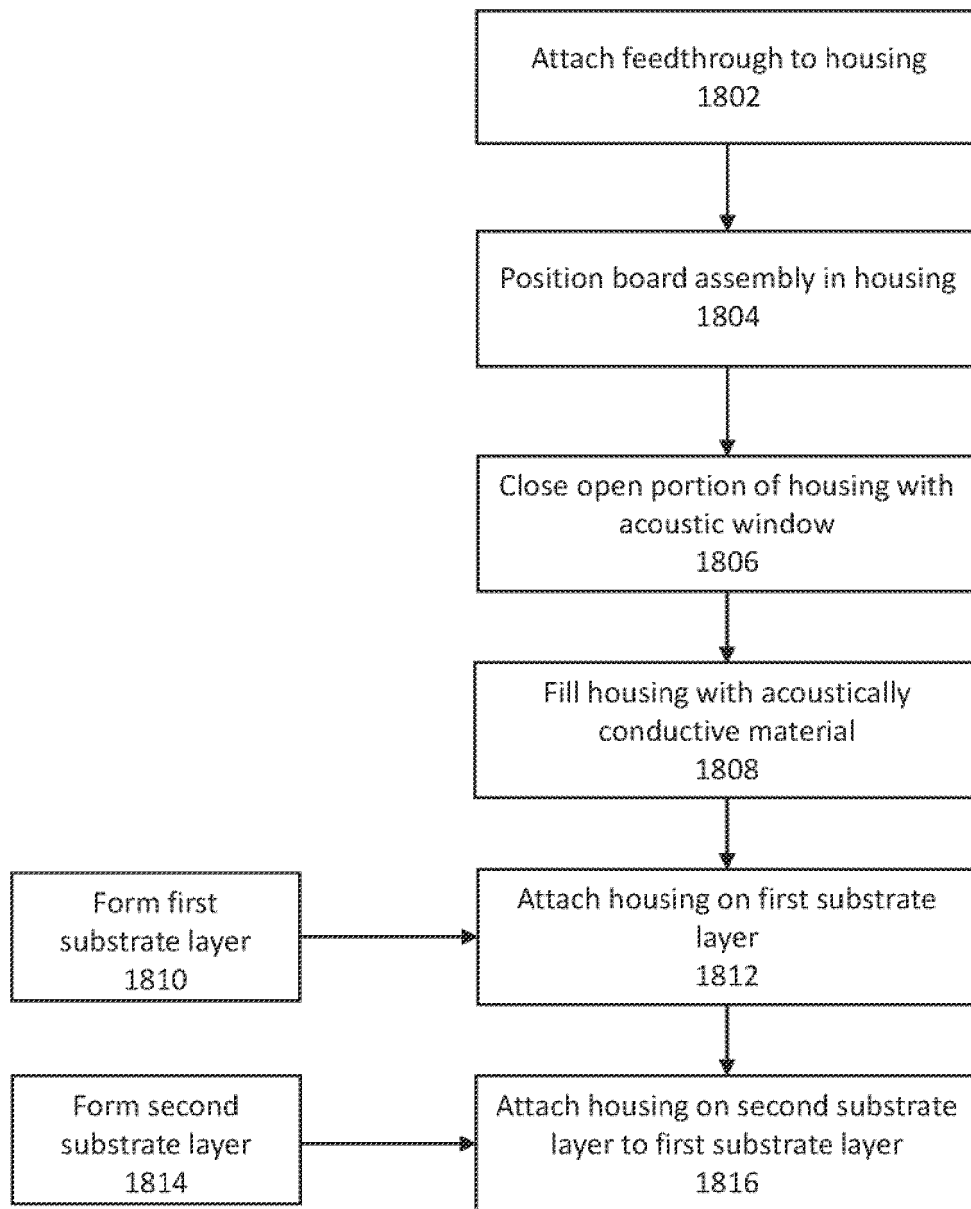 Attach feedthrough to housing
1802
Position board assembly in housing
1804
Close open portion of housing with
acoustic window
1806
Fill housing with acoustically
conductive material
1808
Form first
substrate layer
1810
Attach housing on first substrate
layer
1812
Form second
substrate layer
1814
Attach housing on second substrate
layer to first substrate layer
1816